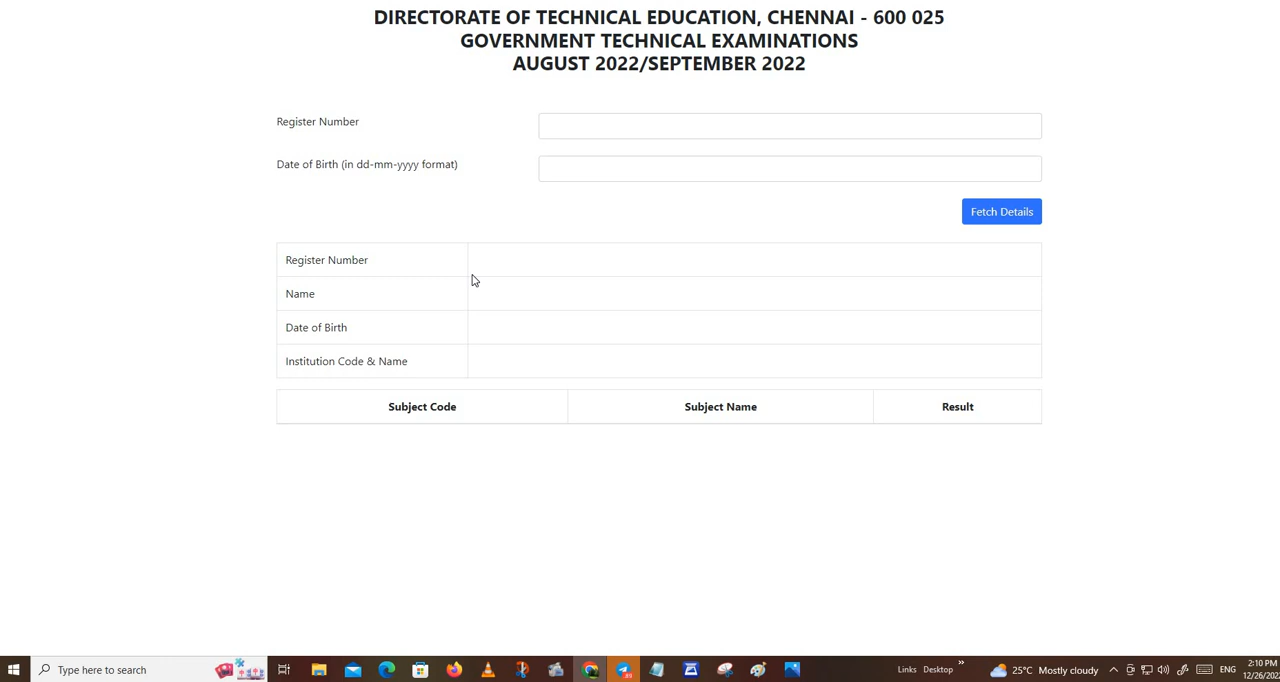 DIRECTORATE OF TECHNICAL EDUCATION, CHENNAI - 600 025
GOVERNMENT TECHNICAL EXAMINATIONS
AUGUST 2022/SEPTEMBER 2022
Register Number
Date of Birth (in dd-mm-yyyy format)
Fetch Details
Register Number
Name
Date of Birth
Institution Code & Name
Subject Code Subject Name Result
Type here to search Links Desktop » 25°C Mostly cloudy ENG 2:10 PM